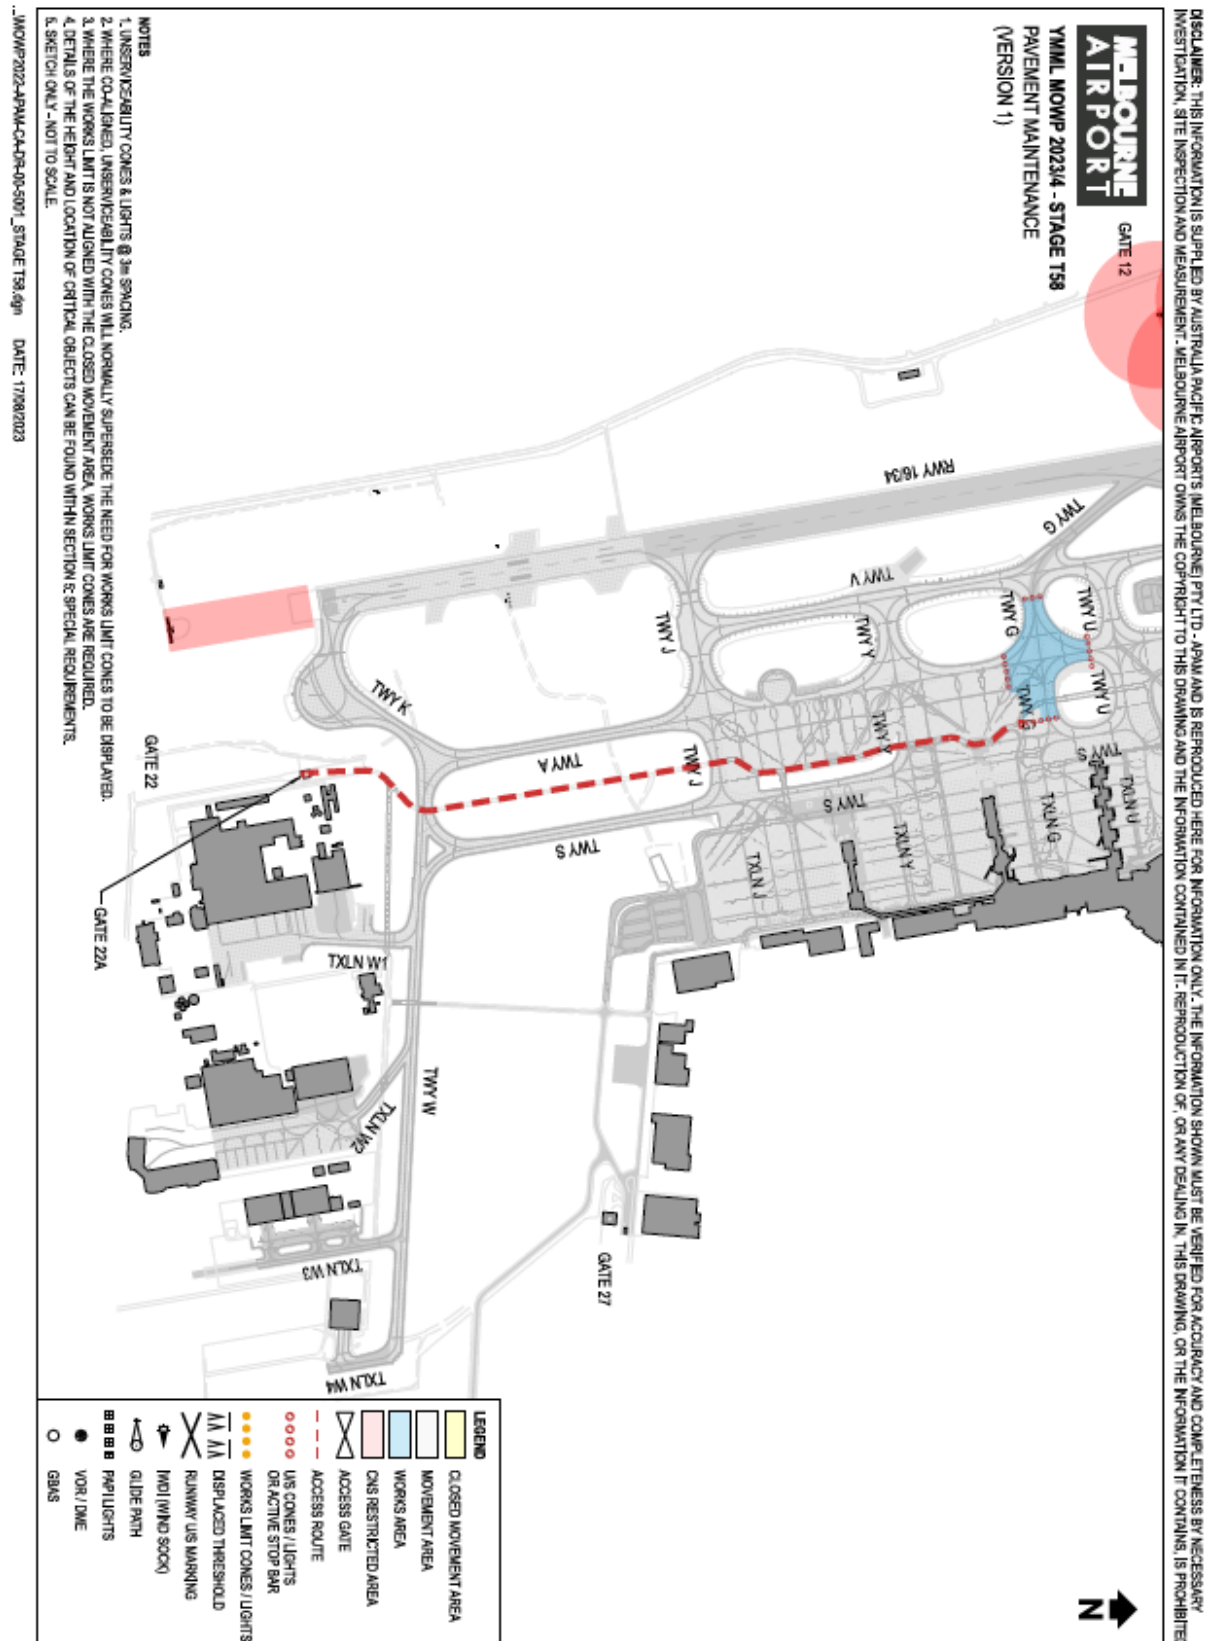 DISCLAIMER: THIS INFORMATION IS SUPPLIED BY AUSTRALIA PACIFIC AIRPORTS (MELBOURNE) PTY LTD - APAM AND IS REPRODUCED HERE FOR INFORMATION ONLY. THE INFORMATION SHOWN MUST BE VERIFIED FOR ACCURACY AND COMPLETENESS BY NECESSARY
INVESTIGATION, SITE INSPECTION AND MEASUREMENT. MELBOURNE AIRPORT OWNS THE COPYRIGHT TO THIS DRAWING AND THE INFORMATION CONTAINED IN IT. REPRODUCTION OF, OR ANY DEALING IN, THIS DRAWING, OR THE INFORMATION IT CONTAINS, IS PROHIBITED
MELBOURNE
AIRPORT
YMML MOWP 2023/4 - STAGE T58
PAVEMENT MAINTENANCE
(VERSION 1)
GATE 12
RWY 16/34
TWY G
TWY V
TWY G
TWY U
TWY U
TWY G
TWY Y
TWY Y
TWY J
TWY J
TWY K
TWY A
TWY S
TWY S
TWY S
TXLN U
TXLN G
TXLN Y
TXLN J
GATE 22
GATE 22A
TXLN W1
TWY W
TXLN W2
TXLN W3
TXLN W4
GATE 27
N
NOTES
1. UNSERVICEABILITY CONES & LIGHTS @ 3m SPACING.
2. WHERE CO-ALIGNED, UNSERVICEABILITY CONES WILL NORMALLY SUPERSEDE THE NEED FOR WORKS LIMIT CONES TO BE DISPLAYED.
3. WHERE THE WORKS LIMIT IS NOT ALIGNED WITH THE CLOSED MOVEMENT AREA, WORKS LIMIT CONES ARE REQUIRED.
4. DETAILS OF THE HEIGHT AND LOCATION OF CRITICAL OBJECTS CAN BE FOUND WITHIN SECTION 5: SPECIAL REQUIREMENTS.
5. SKETCH ONLY - NOT TO SCALE.
LEGEND
CLOSED MOVEMENT AREA
MOVEMENT AREA
WORKS AREA
CNS RESTRICTED AREA
ACCESS GATE
ACCESS ROUTE
U/S CONES / LIGHTS
OR ACTIVE STOP BAR
WORKS LIMIT CONES / LIGHTS
DISPLACED THRESHOLD
RUNWAY U/S MARKING
IWDI (WIND SOCK)
GLIDE PATH
PAPI LIGHTS
VOR / DME
GBAS
...\MOWP2022-APAM-CA-DR-00-5001_STAGE T58.dgn DATE: 17/08/2023